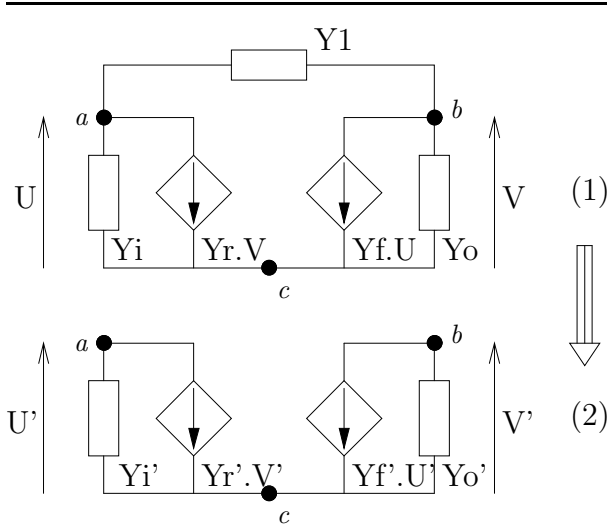 Y1
a
b
U
V
(1)
Yi
Yr.V
Yf.U
Yo
c
a
b
U'
V'
(2)
Yi'
Yr'.V'
Yf'.U'
Yo'
c